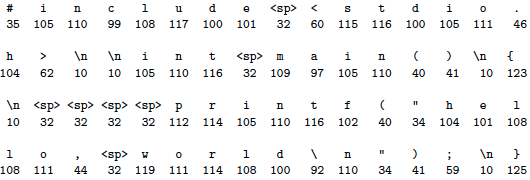 # i n c l u d e <sp> < s t d i o .
35 105 110 99 108 117 100 101 32 60 115 116 100 105 111 46
h > \n \n i n t <sp> m a i n ( ) \n {
104 62 10 10 105 110 116 32 109 97 105 110 40 41 10 123
\n <sp> <sp> <sp> <sp> p r i n t f ( " h e l
10 32 32 32 32 112 114 105 110 116 102 40 34 104 101 108
l o , <sp> w o r l d \ n " ) ; \n }
108 111 44 32 119 111 114 108 100 92 110 34 41 59 10 125